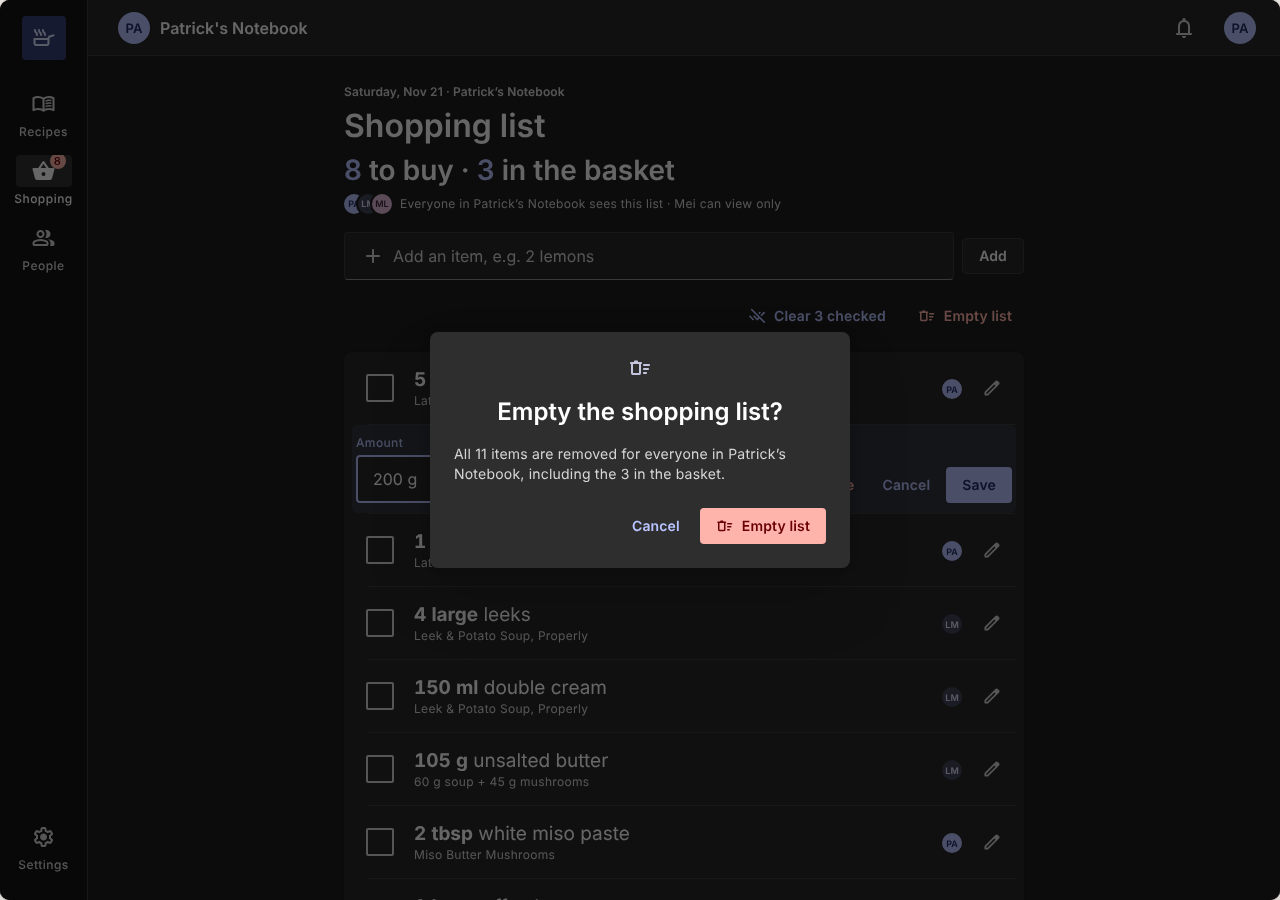 PA Patrick's Notebook PA
Recipes
8
Shopping
People
Settings
Saturday, Nov 21 · Patrick’s Notebook
Shopping list
8 to buy · 3 in the basket
ML Everyone in Patrick’s Notebook sees this list · Mei can view only
Add an item, e.g. 2 lemons Add
Clear 3 checked Empty list
5 PA
Amount
200 g Cancel Save
1 PA
4 large leeks LM
Leek & Potato Soup, Properly
150 ml double cream LM
Leek & Potato Soup, Properly
105 g unsalted butter LM
60 g soup + 45 g mushrooms
2 tbsp white miso paste PA
Miso Butter Mushrooms
Empty the shopping list?
All 11 items are removed for everyone in Patrick’s
Notebook, including the 3 in the basket.
Cancel Empty list